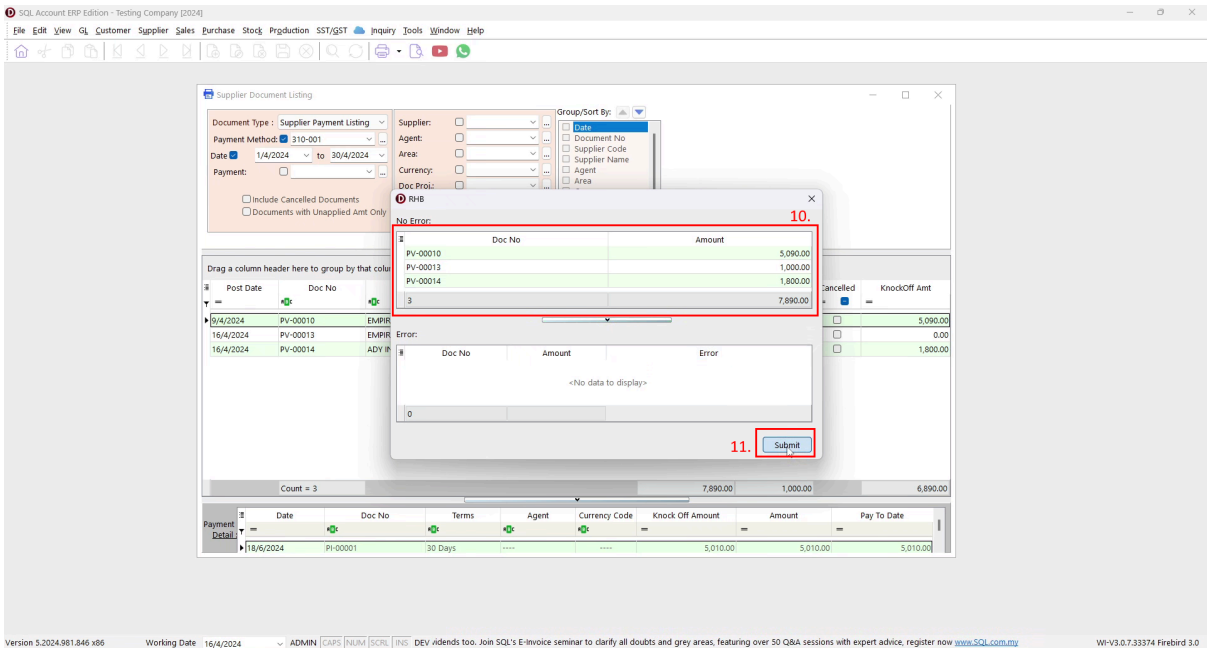 SQL Account ERP Edition - Testing Company [2024]
File Edit View GL Customer Supplier Sales Purchase Stock Production SST/GST Inquiry Tools Window Help
Supplier Document Listing
Document Type : Supplier Payment Listing
Payment Method: 310-001
Date 1/4/2024 to 30/4/2024
Payment:
Include Cancelled Documents
Documents with Unapplied Amt Only
Supplier:
Agent:
Area:
Currency:
Doc Proj.:
Group/Sort By:
Date
Document No
Supplier Code
Supplier Name
Agent
Area
RHB
No Error:
10.
Doc No Amount
PV-00010 5,090.00
PV-00013 1,000.00
PV-00014 1,800.00
3 7,890.00
Error:
Doc No Amount Error
<No data to display>
0
11. Submit
Drag a column header here to group by that colu
Post Date Doc No Cancelled KnockOff Amt
9/4/2024 PV-00010 EMPIR 5,090.00
16/4/2024 PV-00013 EMPIR 0.00
16/4/2024 PV-00014 ADY IN 1,800.00
Count = 3 7,890.00 1,000.00 6,890.00
Payment Detail :
Date Doc No Terms Agent Currency Code Knock Off Amount Amount Pay To Date
18/6/2024 PI-00001 30 Days ---- ---- 5,010.00 5,010.00 5,010.00
Version 5.2024.981.846 x86 Working Date 16/4/2024 ADMIN CAPS NUM SCRL INS DEV vidends too. Join SQL's E-Invoice seminar to clarify all doubts and grey areas, featuring over 50 Q&A sessions with expert advice, register now www.SQL.com.my WI-V3.0.7.33374 Firebird 3.0